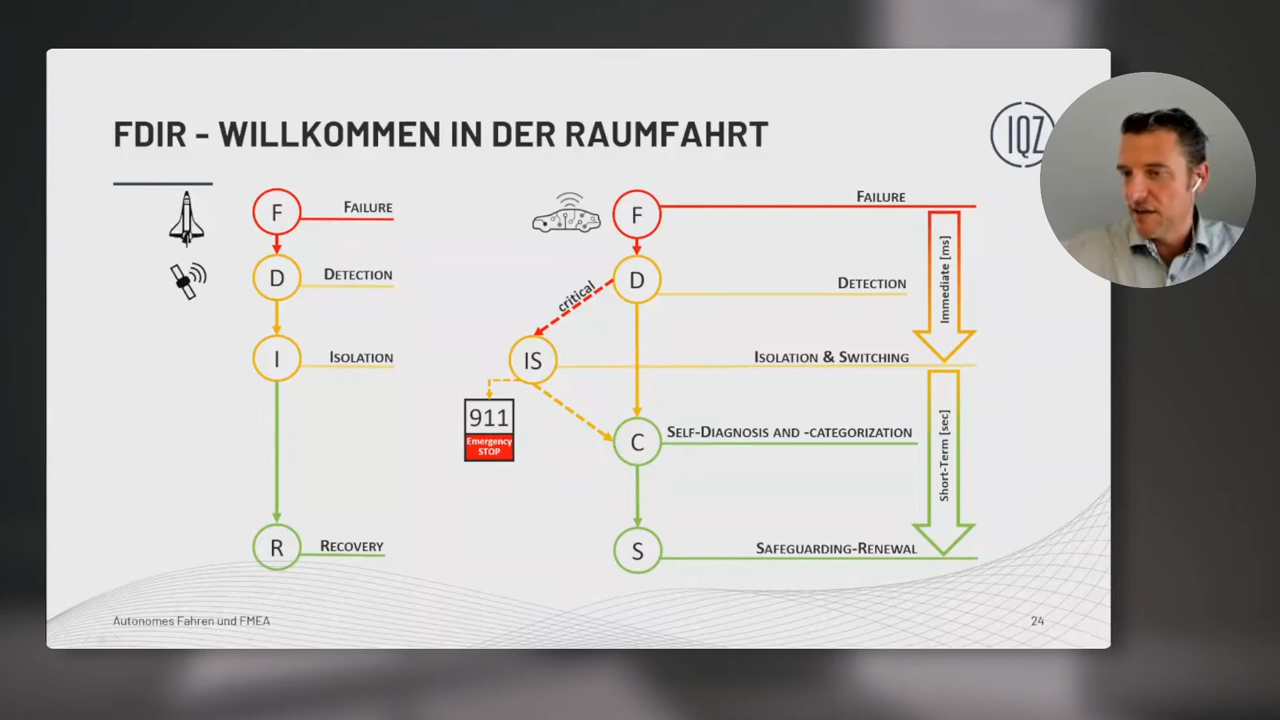 FDIR – WILLKOMMEN IN DER RAUMFAHRT
IQZ
F
FAILURE
D
DETECTION
I
ISOLATION
R
RECOVERY
F
FAILURE
D
DETECTION
critical
IS
ISOLATION & SWITCHING
911
Emergency
STOP
C
SELF-DIAGNOSIS AND -CATEGORIZATION
S
SAFEGUARDING-RENEWAL
Immediate [ms]
Short-Term [sec]
Autonomes Fahren und FMEA
24